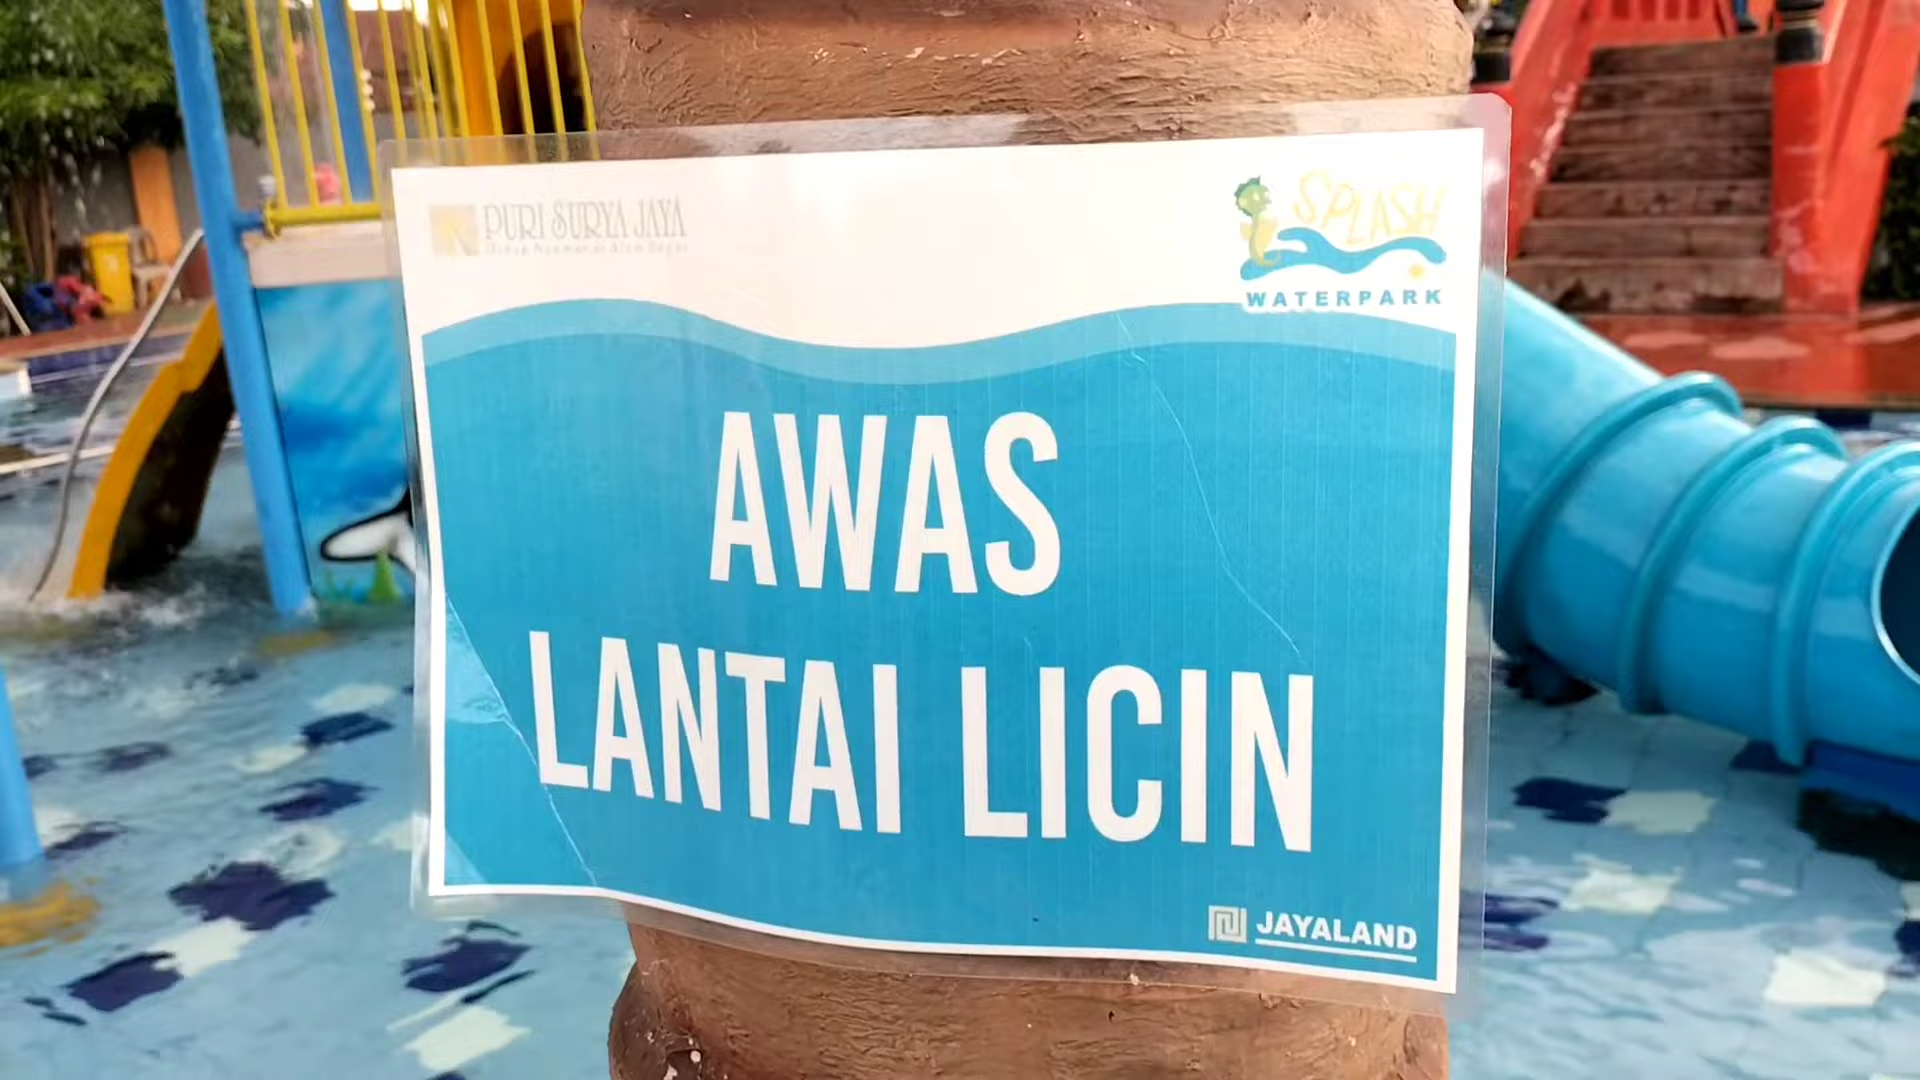 PURI SURYA JAYA
SPLASH
WATERPARK
AWAS
LANTAI LICIN
JAYALAND